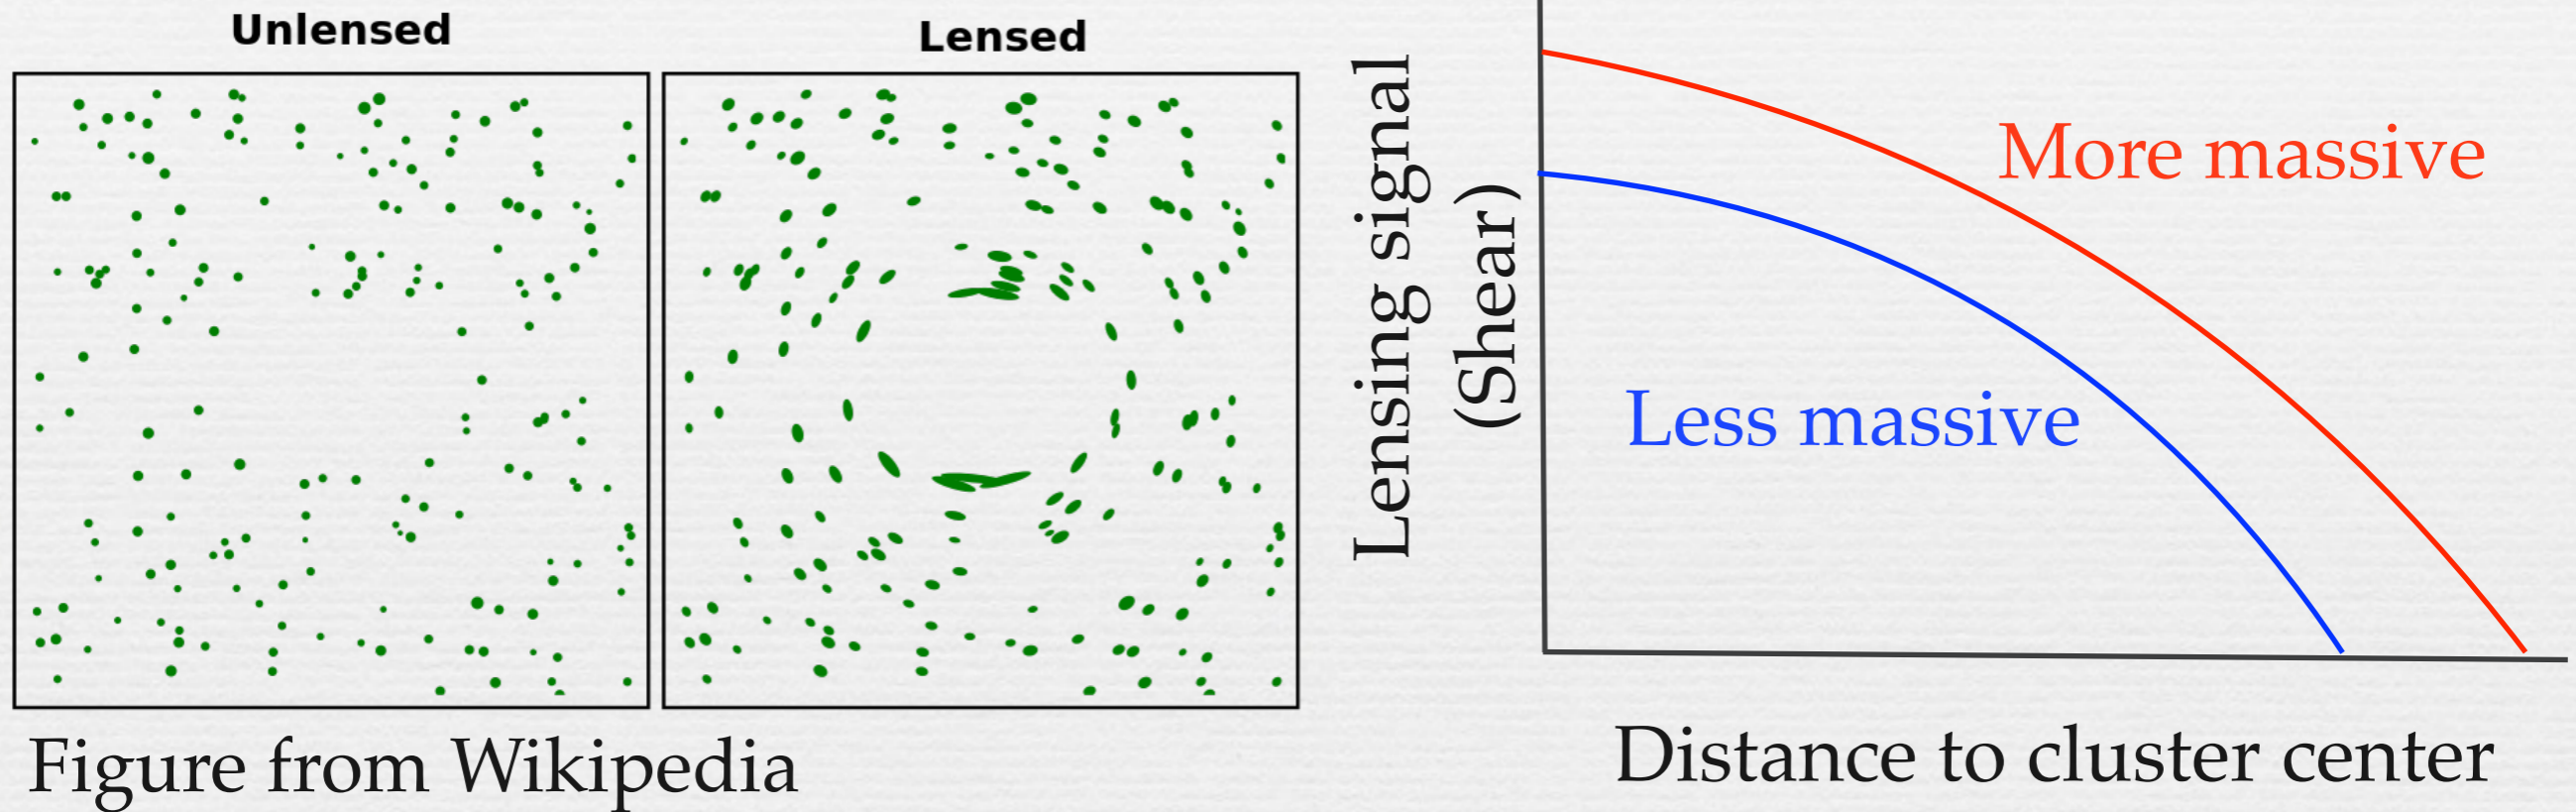 Unlensed
Lensed
Figure from Wikipedia
Lensing signal
(Shear)
More massive
Less massive
Distance to cluster center